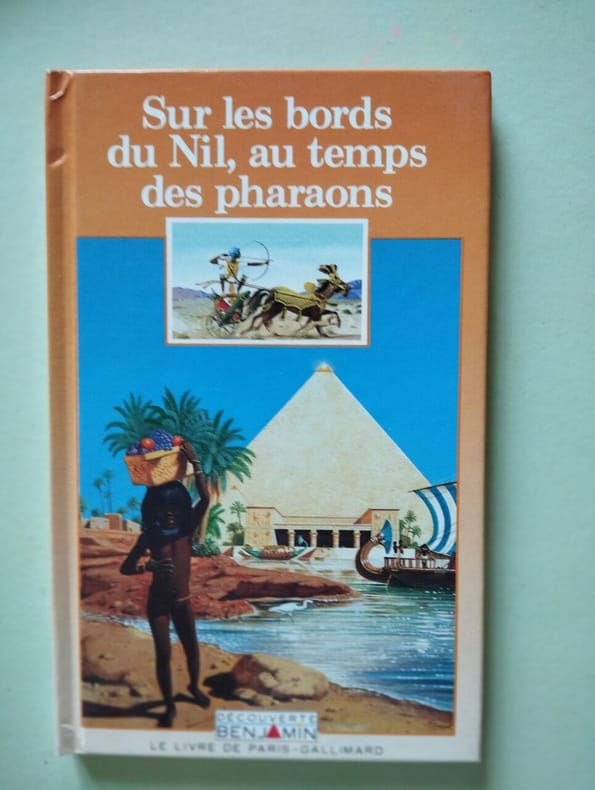 Sur les bords
du Nil, au temps
des pharaons
DÉCOUVERTE
BENJAMIN
LE LIVRE DE PARIS-GALLIMARD